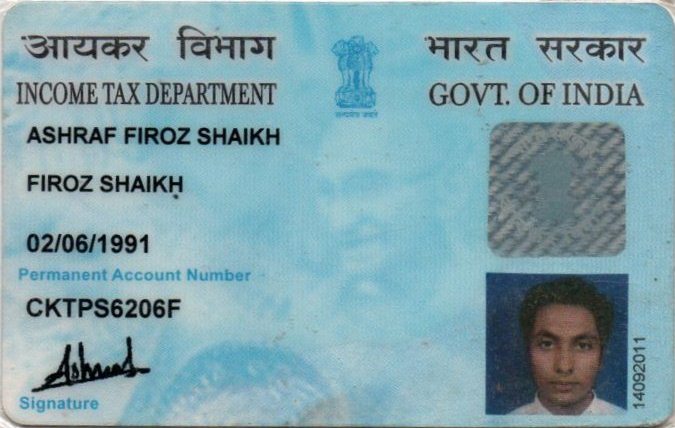 आयकर विभाग
INCOME TAX DEPARTMENT
भारत सरकार
GOVT. OF INDIA
सत्यमेव जयते
ASHRAF FIROZ SHAIKH
FIROZ SHAIKH
02/06/1991
Permanent Account Number
CKTPS6206F
Ashraf
Signature
14092011